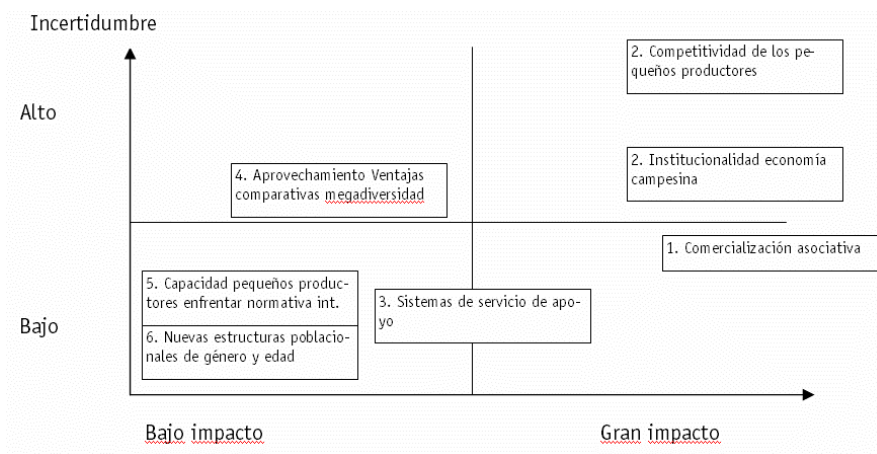 Incertidumbre
2. Competitividad de los pe-
queños productores
Alto
2. Institucionalidad economía
campesina
4. Aprovechamiento Ventajas
comparativas megadiversidad
1. Comercialización asociativa
5. Capacidad pequeños produc-
tores enfrentar normativa int.
3. Sistemas de servicio de apo-
yo
Bajo
6. Nuevas estructuras poblacio-
nales de género y edad
Bajo impacto
Gran impacto